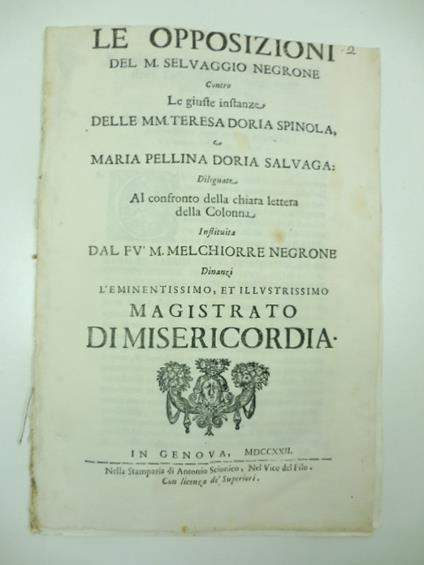 LE OPPOSIZIONI 2
DEL M. SELVAGGIO NEGRONE
Contro
Le giuste instanze
DELLE MM. TERESA DORIA SPINOLA,
e
MARIA PELLINA DORIA SALVAGA:
Dileguate
Al confronto della chiara lettera
della Colonna
Instituita
DAL FV' M. MELCHIORRE NEGRONE
Dinanzi
L'EMINENTISSIMO, ET ILLVSTRISSIMO
MAGISTRATO
DI MISERICORDIA.
IN GENOVA, MDCCXXII.
Nella Stamparia di Antonio Scionico, Nel Vico del Filo.
Con licenza de' Superiori.